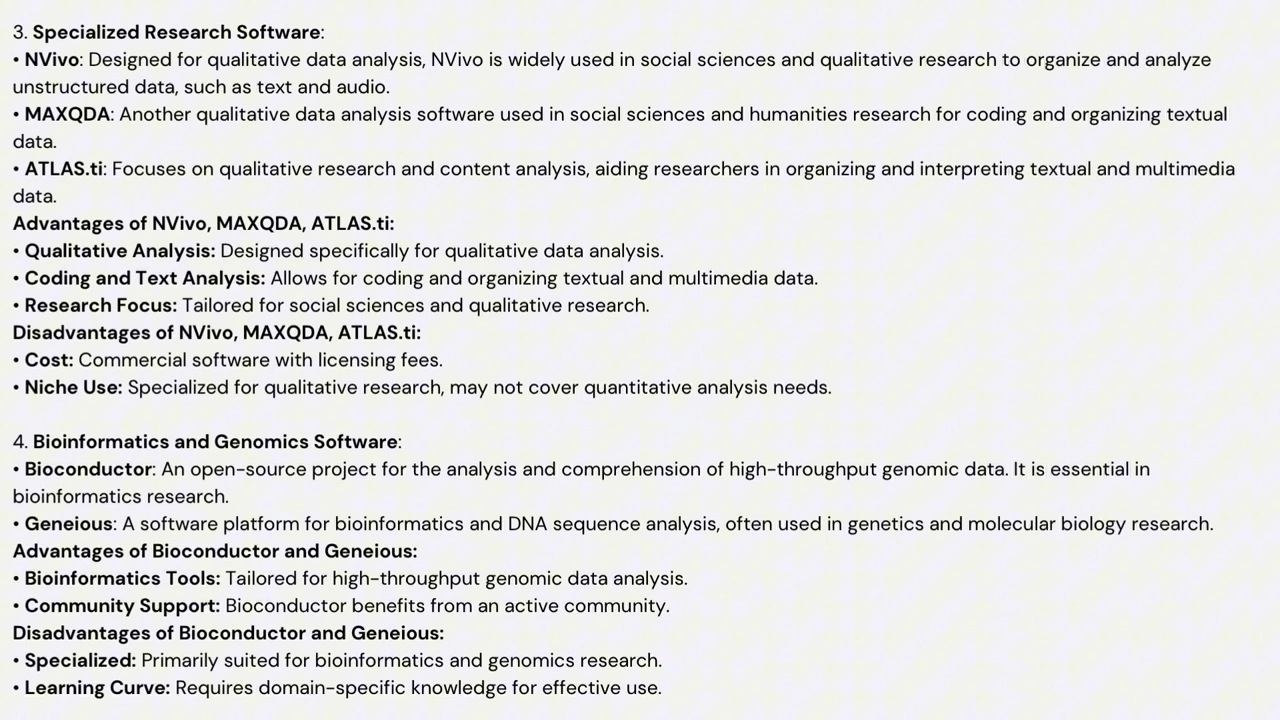 3. Specialized Research Software:
• NVivo: Designed for qualitative data analysis, NVivo is widely used in social sciences and qualitative research to organize and analyze
unstructured data, such as text and audio.
• MAXQDA: Another qualitative data analysis software used in social sciences and humanities research for coding and organizing textual
data.
• ATLAS.ti: Focuses on qualitative research and content analysis, aiding researchers in organizing and interpreting textual and multimedia
data.
Advantages of NVivo, MAXQDA, ATLAS.ti:
• Qualitative Analysis: Designed specifically for qualitative data analysis.
• Coding and Text Analysis: Allows for coding and organizing textual and multimedia data.
• Research Focus: Tailored for social sciences and qualitative research.
Disadvantages of NVivo, MAXQDA, ATLAS.ti:
• Cost: Commercial software with licensing fees.
• Niche Use: Specialized for qualitative research, may not cover quantitative analysis needs.
4. Bioinformatics and Genomics Software:
• Bioconductor: An open-source project for the analysis and comprehension of high-throughput genomic data. It is essential in
bioinformatics research.
• Geneious: A software platform for bioinformatics and DNA sequence analysis, often used in genetics and molecular biology research.
Advantages of Bioconductor and Geneious:
• Bioinformatics Tools: Tailored for high-throughput genomic data analysis.
• Community Support: Bioconductor benefits from an active community.
Disadvantages of Bioconductor and Geneious:
• Specialized: Primarily suited for bioinformatics and genomics research.
• Learning Curve: Requires domain-specific knowledge for effective use.